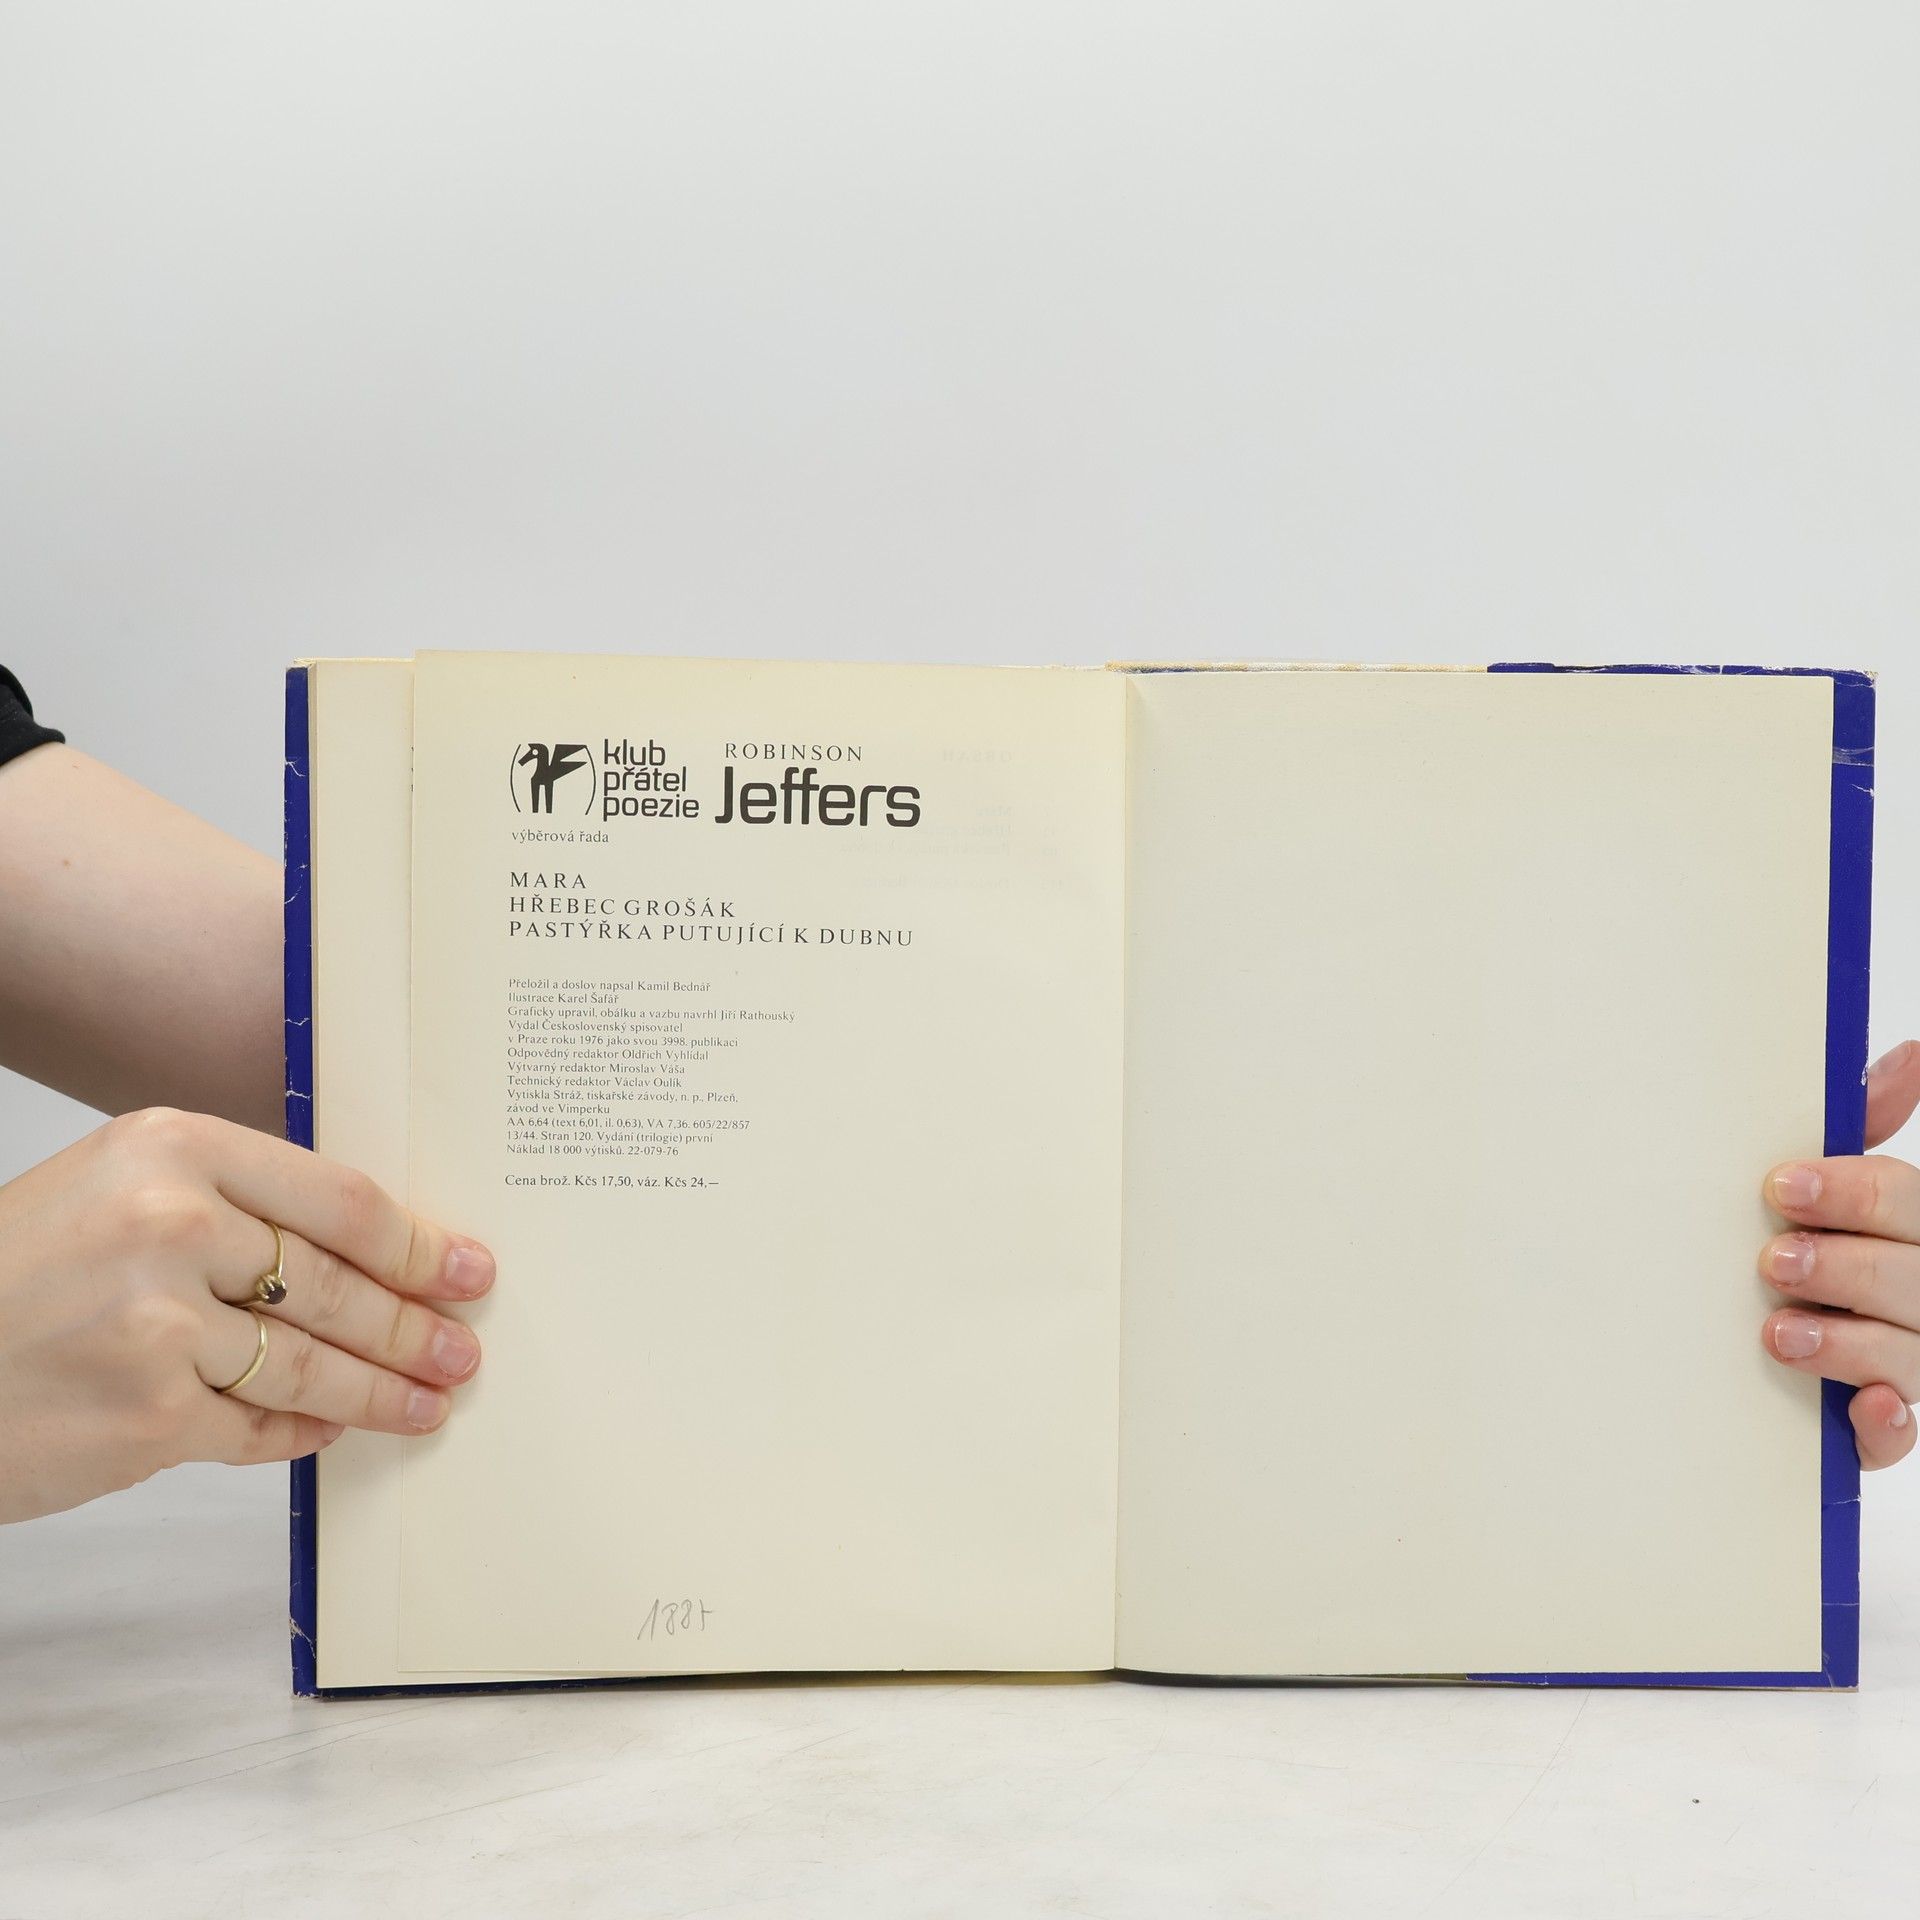 klub
přátel
poezie
výběrová řada
ROBINSON
Jeffers
MARA
HŘEBEC GROŠÁK
PASTÝŘKA PUTUJÍCÍ K DUBNU
Přeložil a doslov napsal Kamil Bednář
Ilustrace Karel Šafář
Graficky upravil, obálku a vazbu navrhl Jiří Rathouský
Vydal Československý spisovatel
v Praze roku 1976 jako svou 3998. publikaci
Odpovědný redaktor Oldřich Vyhlídal
Výtvarný redaktor Miroslav Váša
Technický redaktor Václav Oulík
Vytiskla Stráž, tiskařské závody, n. p., Plzeň,
závod ve Vimperku
AA 6,64 (text 6,01, il. 0,63), VA 7,36. 605/22/857
13/44. Stran 120. Vydání (trilogie) první
Náklad 18 000 výtisků. 22-079-76
Cena brož. Kčs 17,50, váz. Kčs 24,—